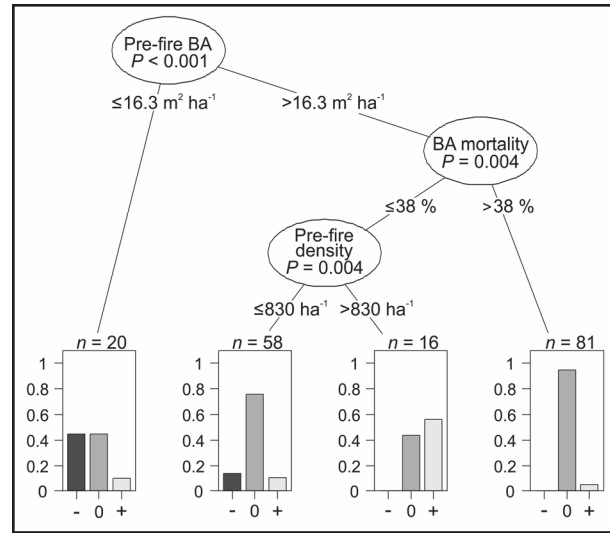 Pre-fire BA
P < 0.001
≤16.3 m² ha⁻¹
>16.3 m² ha⁻¹
BA mortality
P = 0.004
≤38 %
>38 %
Pre-fire
density
P = 0.004
≤830 ha⁻¹
>830 ha⁻¹
n = 20
1
0.8
0.6
0.4
0.2
0
- 0 +
n = 58
1
0.8
0.6
0.4
0.2
0
- 0 +
n = 16
1
0.8
0.6
0.4
0.2
0
- 0 +
n = 81
1
0.8
0.6
0.4
0.2
0
- 0 +